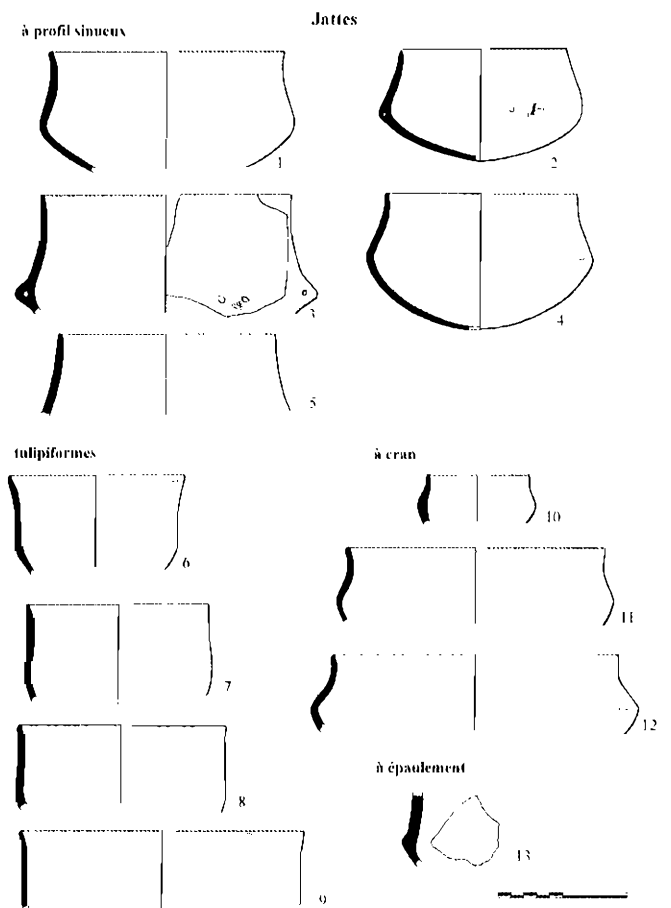 Jattes
à profil sinueux
1
2
3
4
5
tulipiformes
à cran
6
10
7
11
8
12
à épaulement
9
13